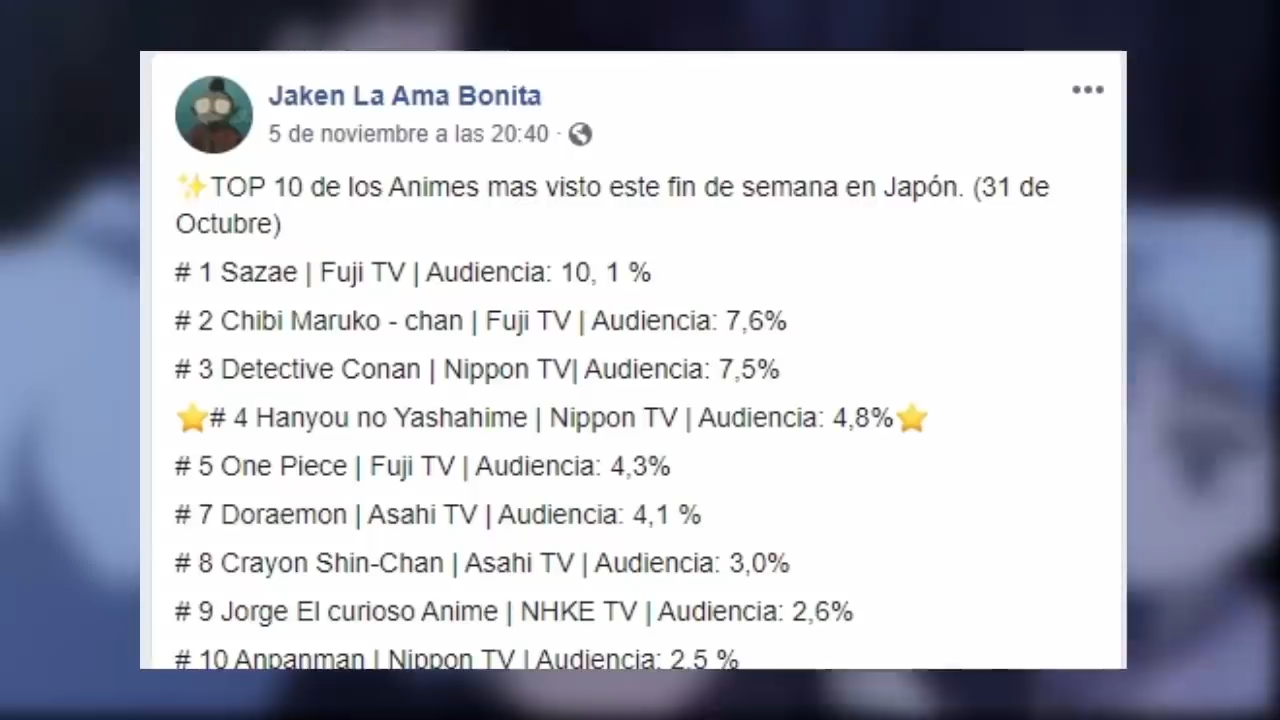 Jaken La Ama Bonita
5 de noviembre a las 20:40 ·
✨TOP 10 de los Animes mas visto este fin de semana en Japón. (31 de
Octubre)
# 1 Sazae | Fuji TV | Audiencia: 10, 1 %
# 2 Chibi Maruko - chan | Fuji TV | Audiencia: 7,6%
# 3 Detective Conan | Nippon TV| Audiencia: 7,5%
⭐# 4 Hanyou no Yashahime | Nippon TV | Audiencia: 4,8%⭐
# 5 One Piece | Fuji TV | Audiencia: 4,3%
# 7 Doraemon | Asahi TV | Audiencia: 4,1 %
# 8 Crayon Shin-Chan | Asahi TV | Audiencia: 3,0%
# 9 Jorge El curioso Anime | NHKE TV | Audiencia: 2,6%
# 10 Anpanman | Nippon TV | Audiencia: 2,5 %